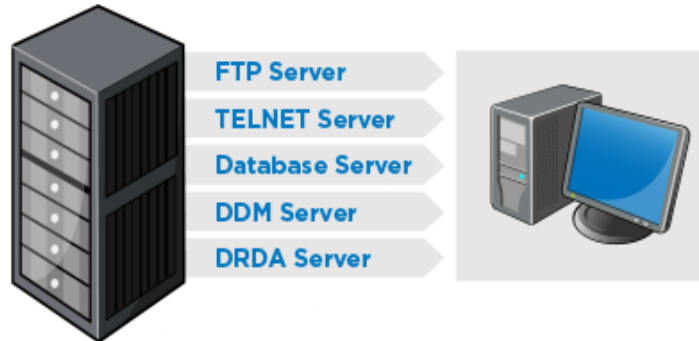 FTP Server
TELNET Server
Database Server
DDM Server
DRDA Server